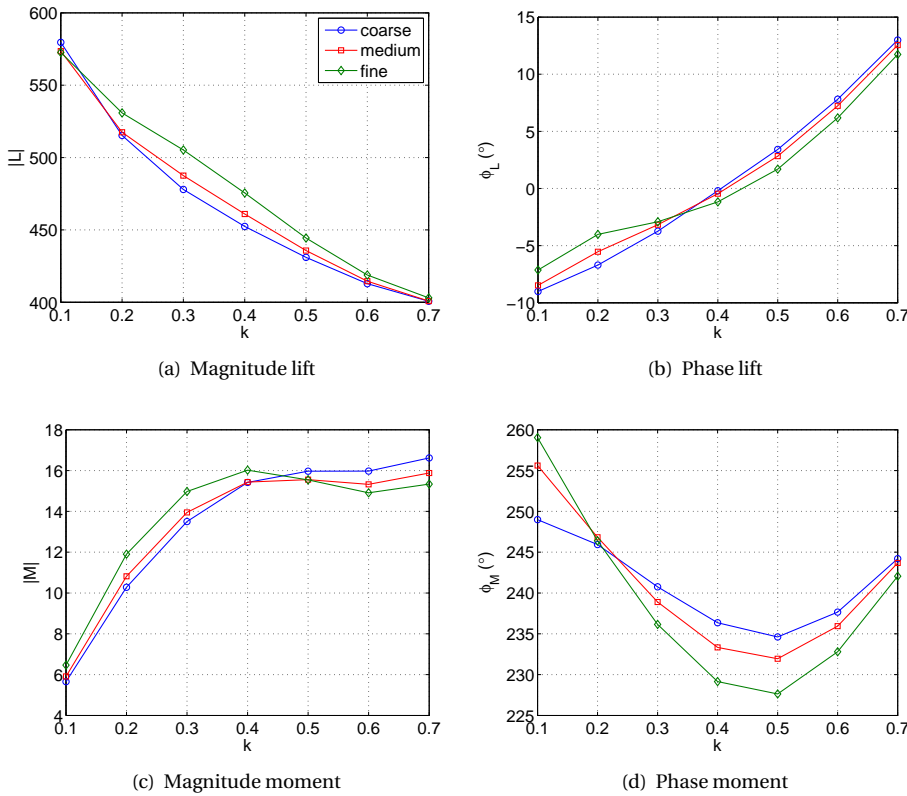 600
550
500
450
400
|L|
0.1 0.2 0.3 0.4 0.5 0.6 0.7
k
coarse
medium
fine
(a) Magnitude lift
15
10
5
0
−5
−10
ϕ_L (°)
0.1 0.2 0.3 0.4 0.5 0.6 0.7
k
(b) Phase lift
18
16
14
12
10
8
6
4
|M|
0.1 0.2 0.3 0.4 0.5 0.6 0.7
k
(c) Magnitude moment
260
255
250
245
240
235
230
225
ϕ_M (°)
0.1 0.2 0.3 0.4 0.5 0.6 0.7
k
(d) Phase moment